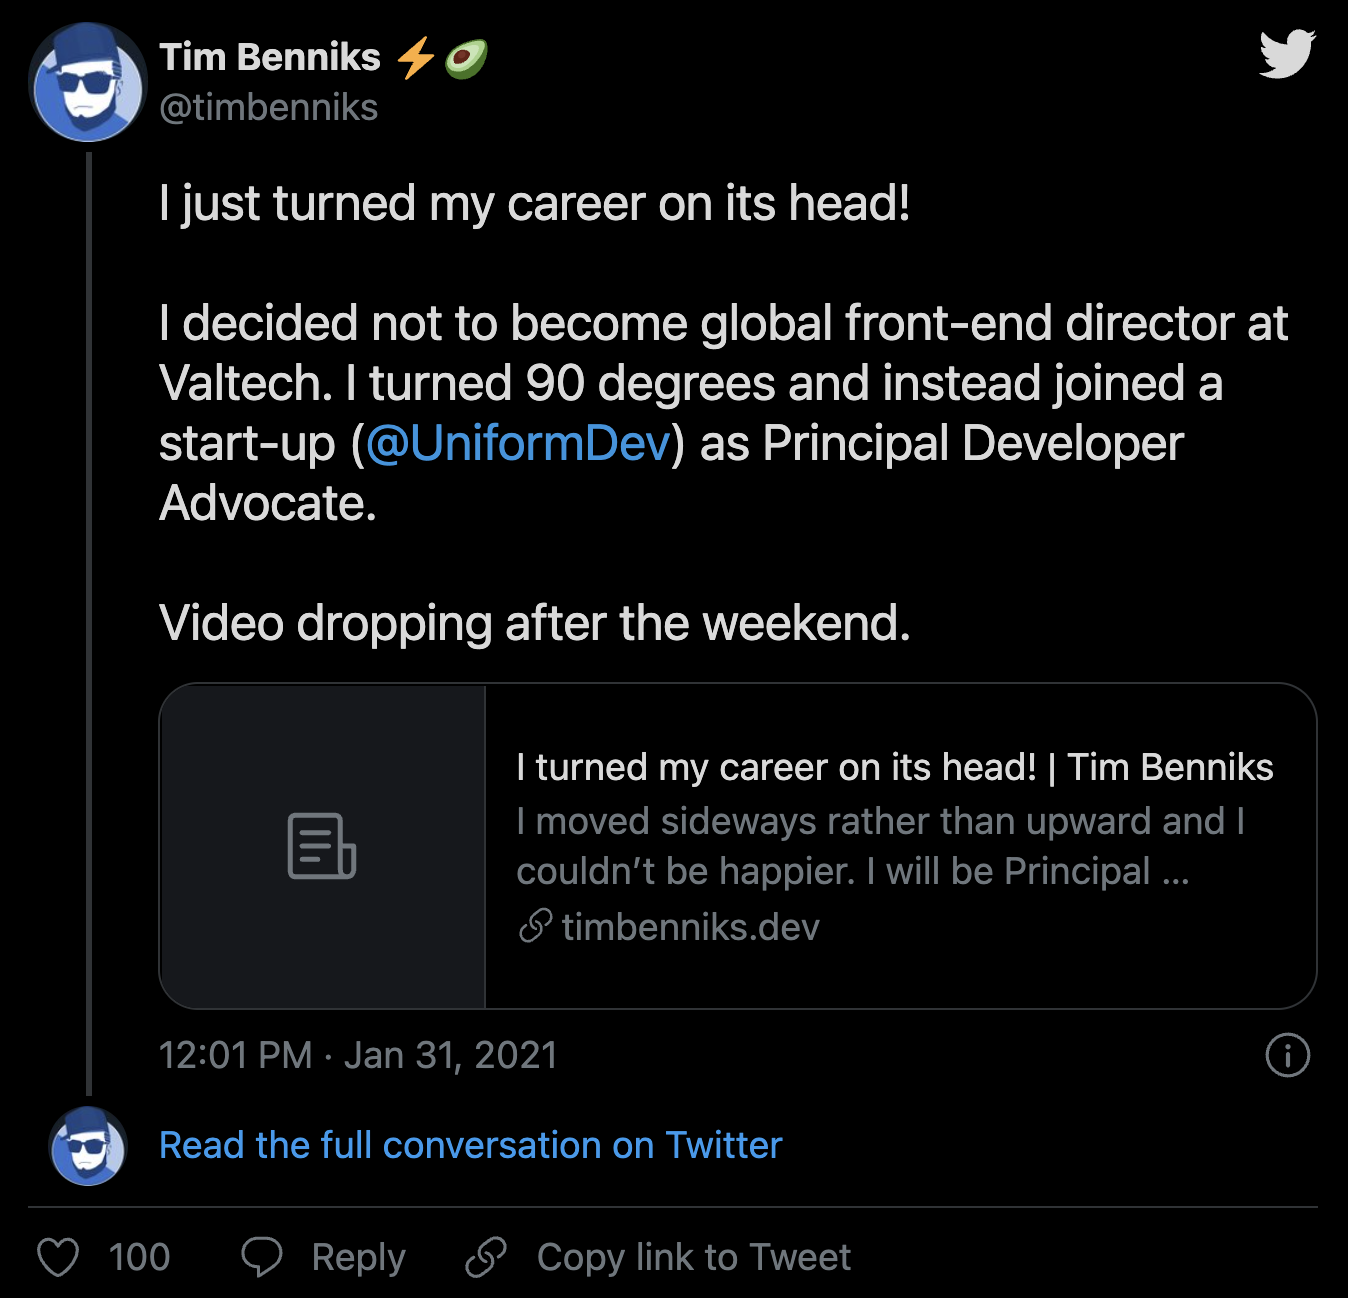 Tim Benniks ⚡🥑
@timbenniks
I just turned my career on its head!
I decided not to become global front-end director at
Valtech. I turned 90 degrees and instead joined a
start-up (@UniformDev) as Principal Developer
Advocate.
Video dropping after the weekend.
I turned my career on its head! | Tim Benniks
I moved sideways rather than upward and I
couldn’t be happier. I will be Principal ...
timbenniks.dev
12:01 PM · Jan 31, 2021
Read the full conversation on Twitter
100 Reply Copy link to Tweet